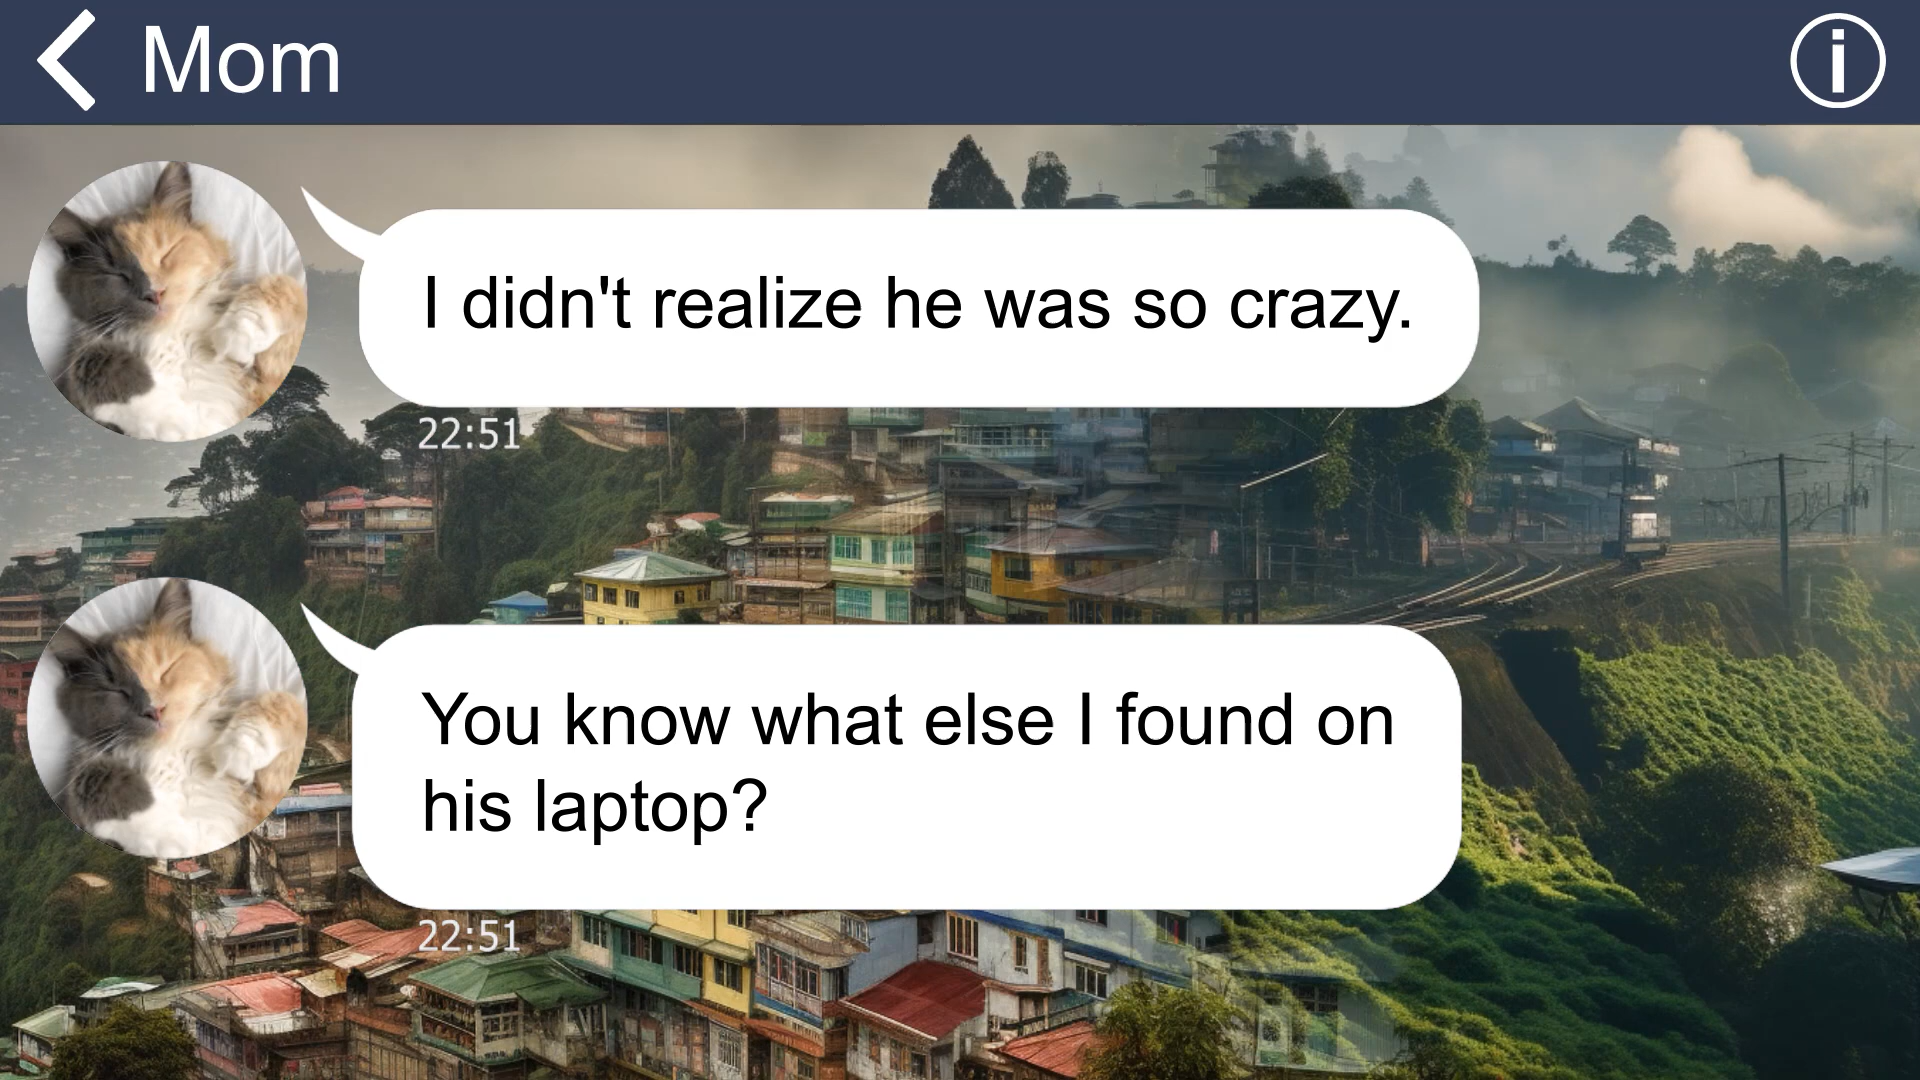 Mom
I didn't realize he was so crazy.
22:51
You know what else I found on
his laptop?
22:51